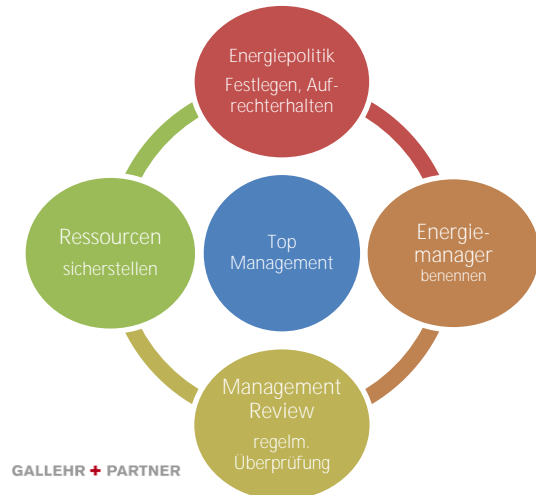 Energiepolitik
Festlegen, Auf-
rechterhalten
Ressourcen
sicherstellen
Top
Management
Energie-
manager
benennen
Management
Review
regelm.
Überprüfung
GALLEHR + PARTNER